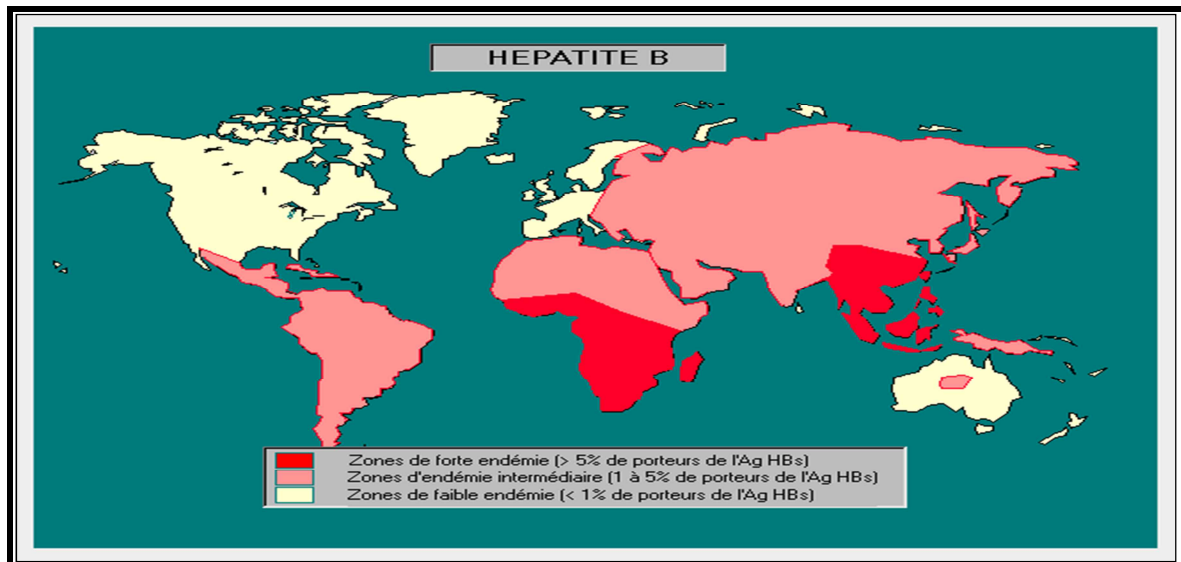 HEPATITE B
Zones de forte endémie (> 5% de porteurs de l'Ag HBs)
Zones d'endémie intermédiaire (1 à 5% de porteurs de l'Ag HBs)
Zones de faible endémie (< 1% de porteurs de l'Ag HBs)